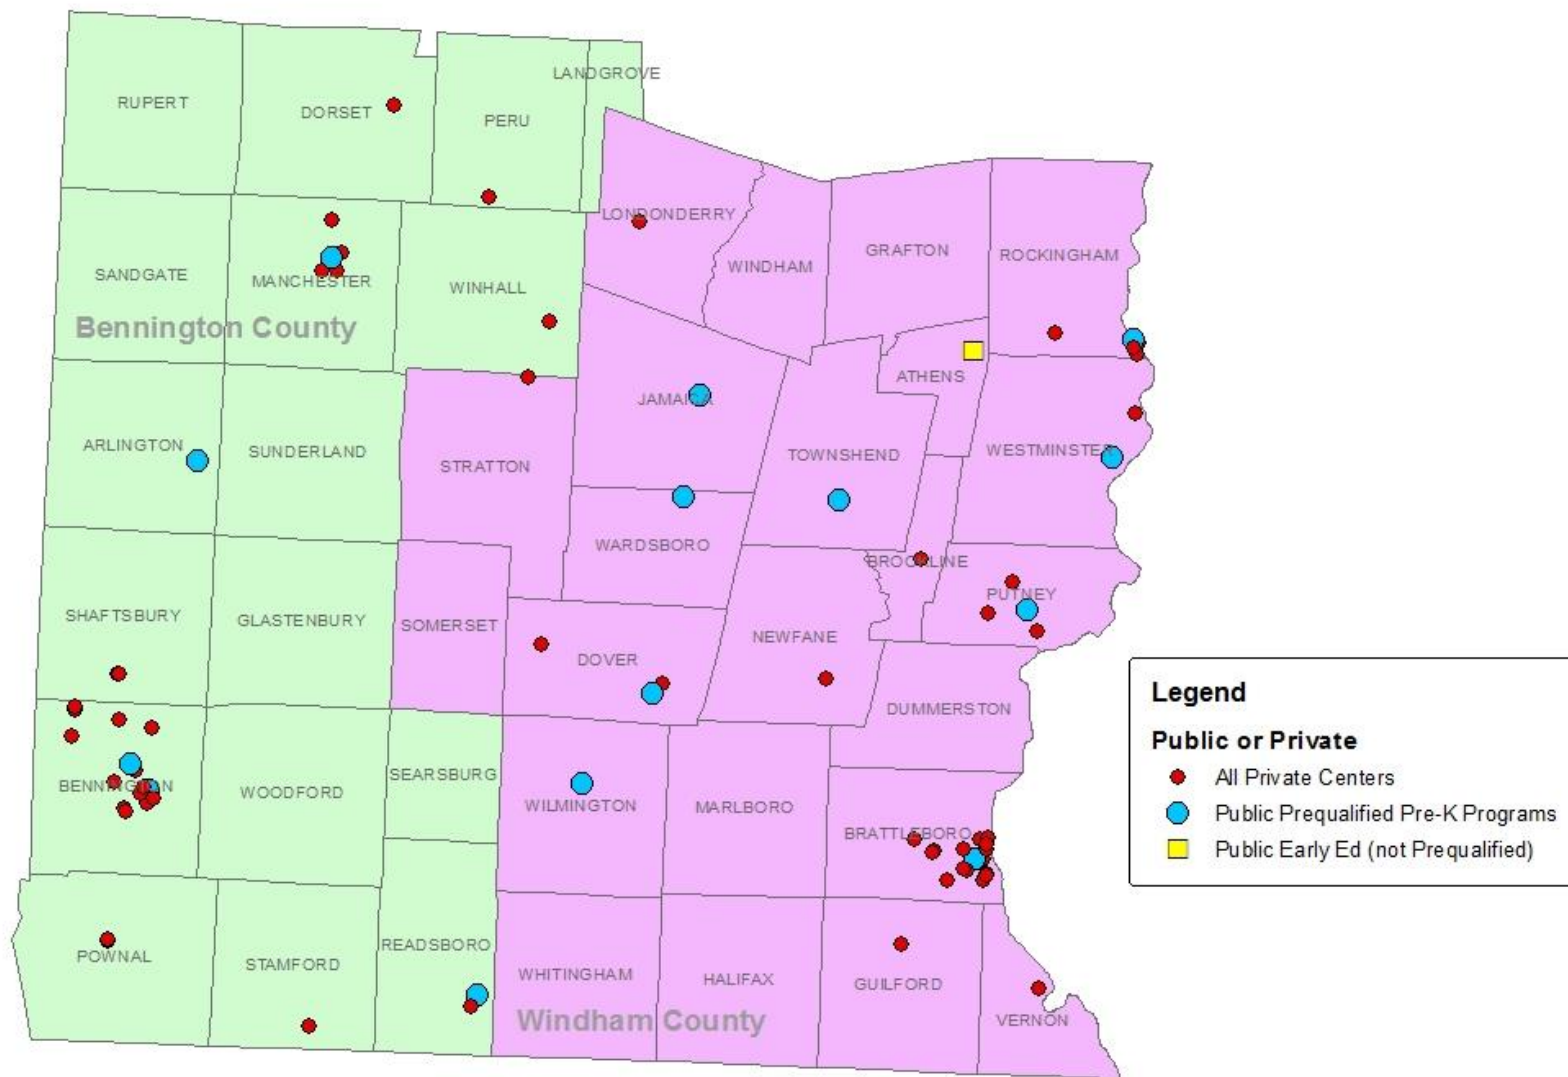 LANDGROVE
RUPERT
DORSET
PERU
LONDONDERRY
GRAFTON
ROCKINGHAM
SANDGATE
MANCHESTER
WINHALL
WINDHAM
Bennington County
ATHENS
JAMAICA
ARLINGTON
SUNDERLAND
STRATTON
TOWNSHEND
WESTMINSTER
WARDSBORO
BROOKLINE
PUTNEY
SHAFTSBURY
GLASTENBURY
SOMERSET
NEWFANE
DOVER
DUMMERSTON
BENNINGTON
WOODFORD
SEARSBURG
WILMINGTON
MARLBORO
BRATTLEBORO
POWNAL
STAMFORD
READSBORO
WHITINGHAM
HALIFAX
GUILFORD
Windham County
VERNON
Legend
Public or Private
All Private Centers
Public Prequalified Pre-K Programs
Public Early Ed (not Prequalified)